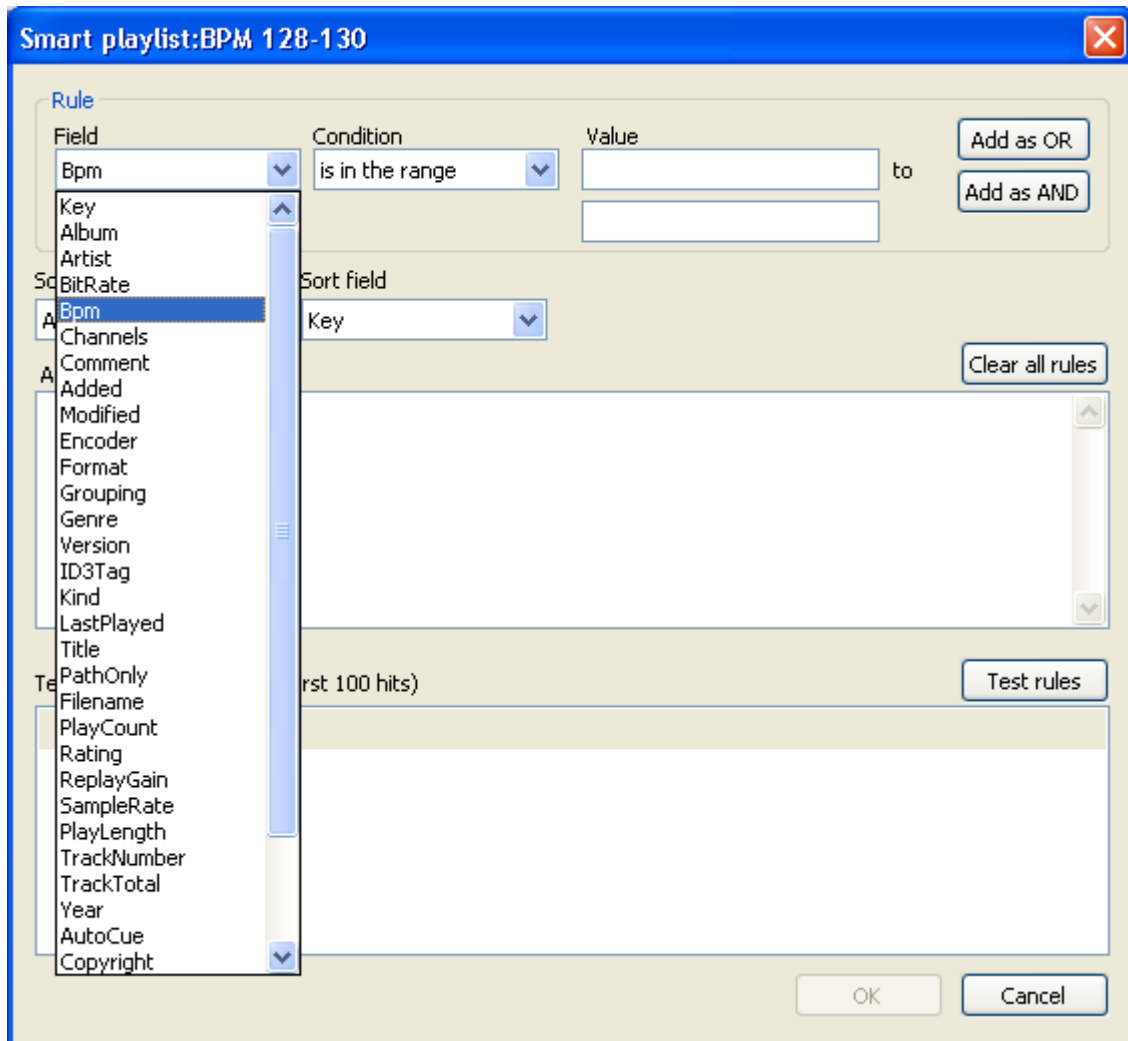 Smart playlist:BPM 128-130
Rule
Field Condition Value
Bpm is in the range to
Add as OR
Add as AND
Key
Album
Artist
BitRate
Bpm
Channels
Comment
Added
Modified
Encoder
Format
Grouping
Genre
Version
ID3Tag
Kind
LastPlayed
Title
PathOnly
Filename
PlayCount
Rating
ReplayGain
SampleRate
PlayLength
TrackNumber
TrackTotal
Year
AutoCue
Copyright
Sort field
Key
Clear all rules
rst 100 hits)
Test rules
OK Cancel